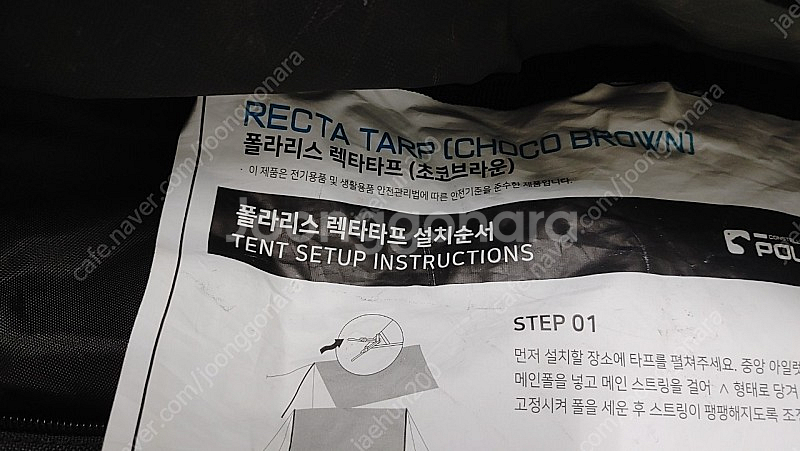 RECTA TARP (CHOCO BROWN)
폴라리스 렉타타프 (초코브라운)
· 이 제품은 전기용품 및 생활용품 안전관리법에 따른 안전기준을 준수한 제품입니다.
폴라리스 렉타타프 설치순서
TENT SETUP INSTRUCTIONS
STEP 01
먼저 설치할 장소에 타프를 펼쳐주세요. 중앙 아일렛
메인폴을 넣고 메인 스트링을 걸어 ∧ 형태로 당겨
고정시켜 폴을 세운 후 스트링이 팽팽해지도록 조
joonggonara
cafe.naver.com/joonggonara